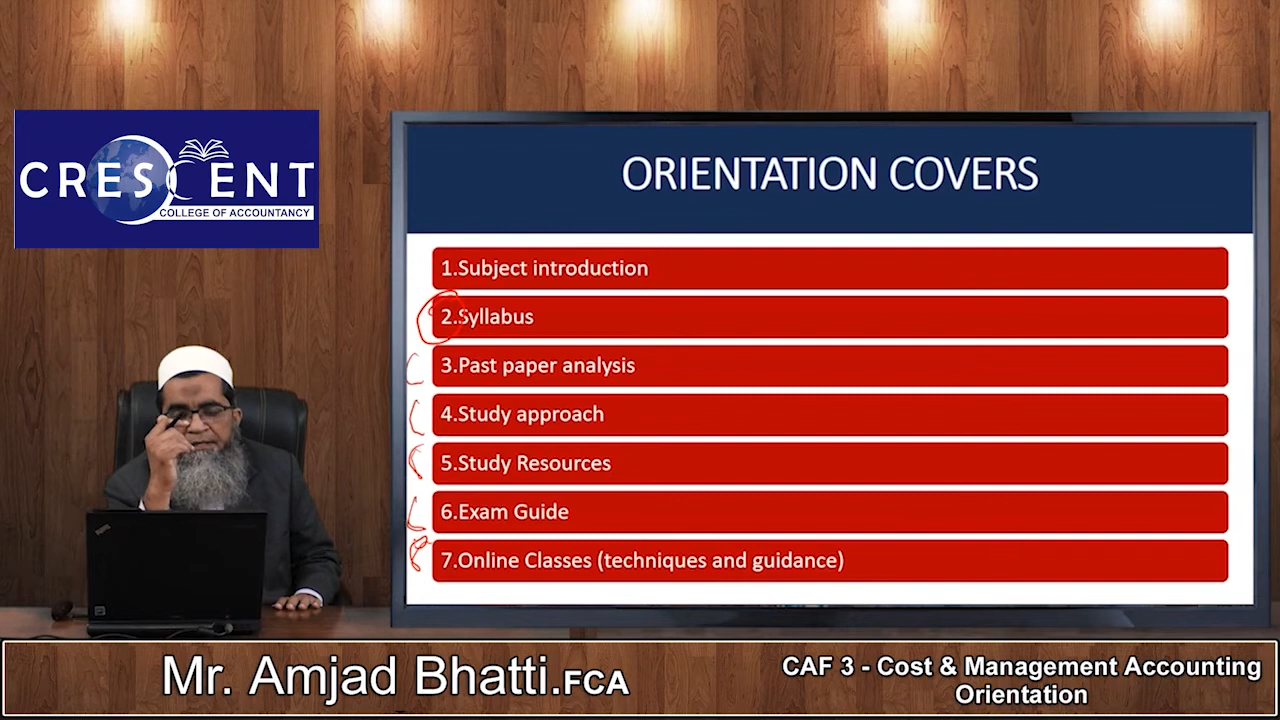 CRESCENT
COLLEGE OF ACCOUNTANCY
ORIENTATION COVERS
1.Subject introduction
2.Syllabus
3.Past paper analysis
4.Study approach
5.Study Resources
6.Exam Guide
7.Online Classes (techniques and guidance)
Mr. Amjad Bhatti.FCA
CAF 3 - Cost & Management Accounting
Orientation